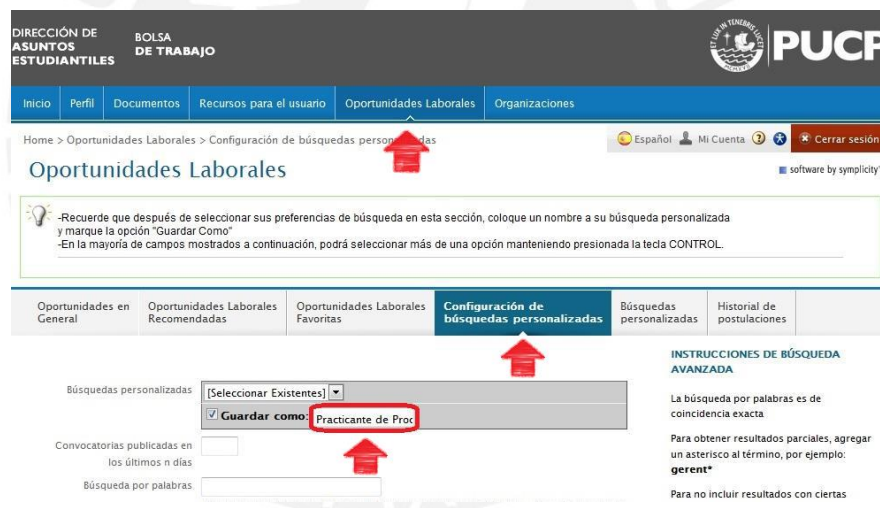 DIRECCIÓN DE
ASUNTOS
ESTUDIANTILES
BOLSA
DE TRABAJO
ET LUX IN TENEBRIS LUCET
MCMXVII
PUCP
Inicio Perfil Documentos Recursos para el usuario Oportunidades Laborales Organizaciones
Home > Oportunidades Laborales > Configuración de búsquedas personalizadas
Español Mi Cuenta ? Cerrar sesión
Oportunidades Laborales
software by symplicity
-Recuerde que después de seleccionar sus preferencias de búsqueda en esta sección, coloque un nombre a su búsqueda personalizada
y marque la opción "Guardar Como"
-En la mayoría de campos mostrados a continuación, podrá seleccionar más de una opción manteniendo presionada la tecla CONTROL.
Oportunidades en
General
Oportunidades Laborales
Recomendadas
Oportunidades Laborales
Favoritas
Configuración de
búsquedas personalizadas
Búsquedas
personalizadas
Historial de
postulaciones
Búsquedas personalizadas [Seleccionar Existentes]
Guardar como: Practicante de Proc
Convocatorias publicadas en
los últimos n días
Búsqueda por palabras
INSTRUCCIONES DE BÚSQUEDA
AVANZADA
La búsqueda por palabras es de
coincidencia exacta
Para obtener resultados parciales, agregar
un asterisco al término, por ejemplo:
gerent*
Para no incluir resultados con ciertas